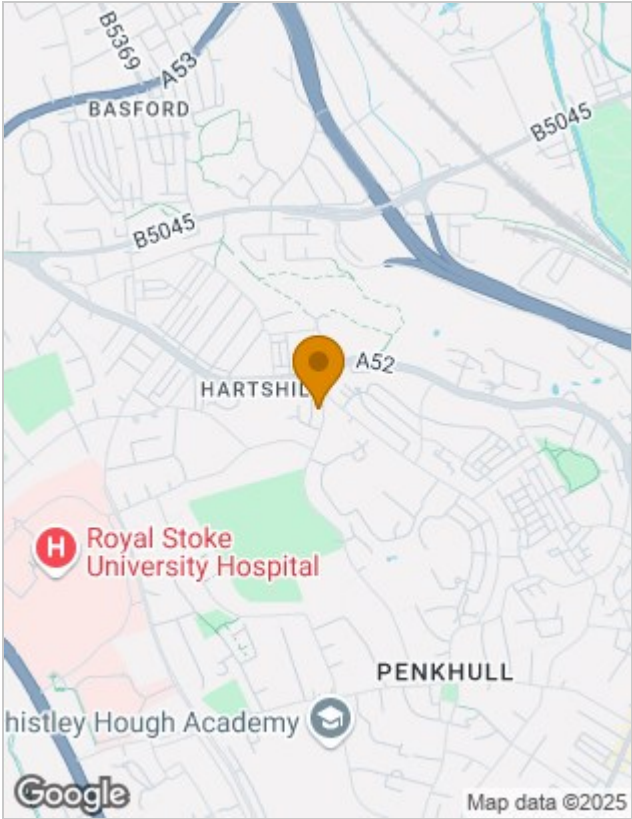 B5369
A53
BASFORD
B5045
B5045
A52
HARTSHIL
H
Royal Stoke
University Hospital
PENKHULL
histley Hough Academy
Google
Map data ©2025